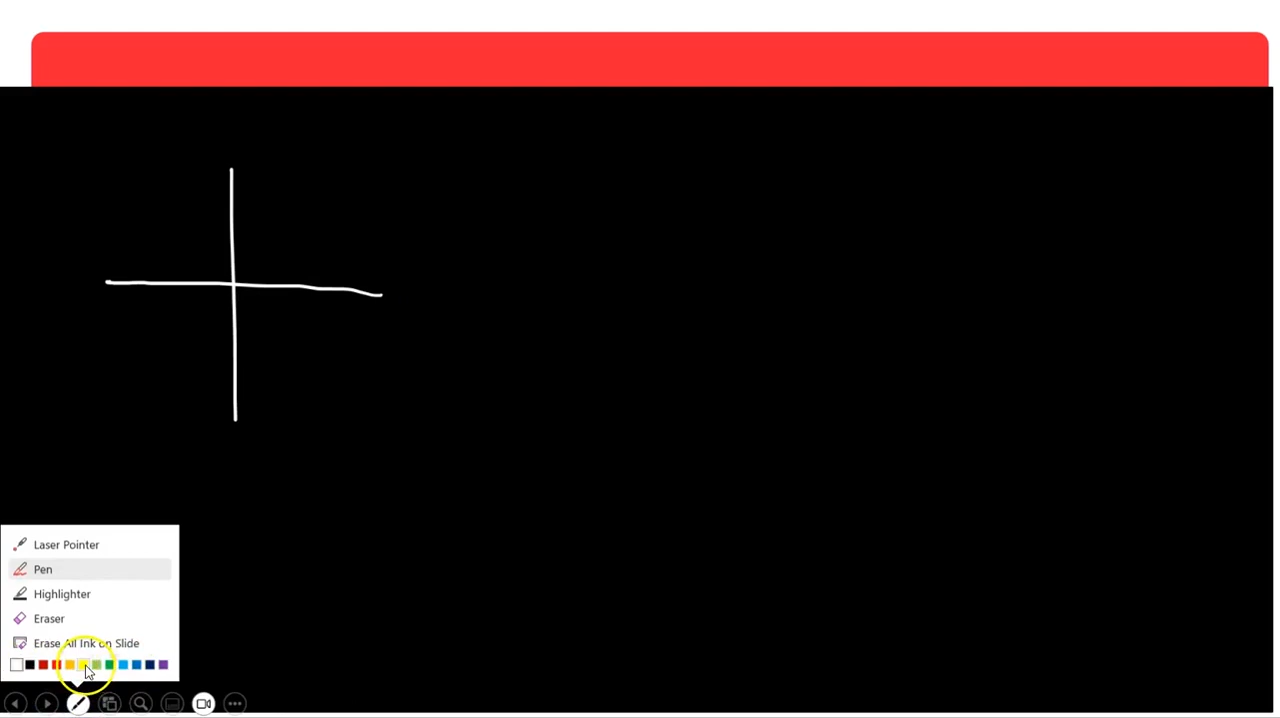 Laser Pointer
Pen
Highlighter
Eraser
Erase All Ink on Slide